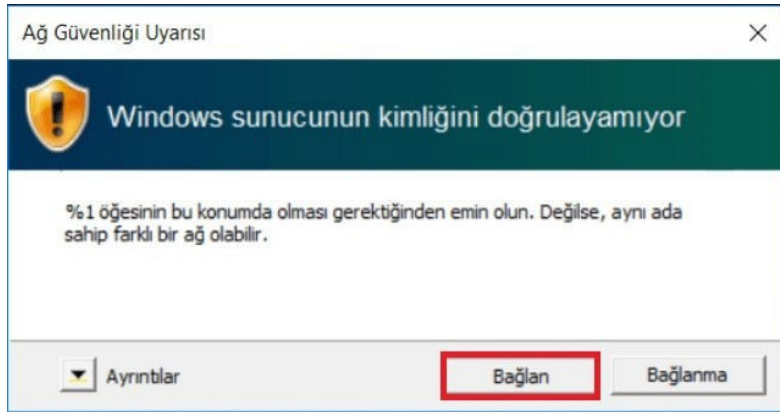 Ağ Güvenliği Uyarısı
Windows sunucunun kimliğini doğrulayamıyor
%1 öğesinin bu konumda olması gerektiğinden emin olun. Değilse, aynı ada
sahip farklı bir ağ olabilir.
Ayrıntılar
Bağlan
Bağlanma